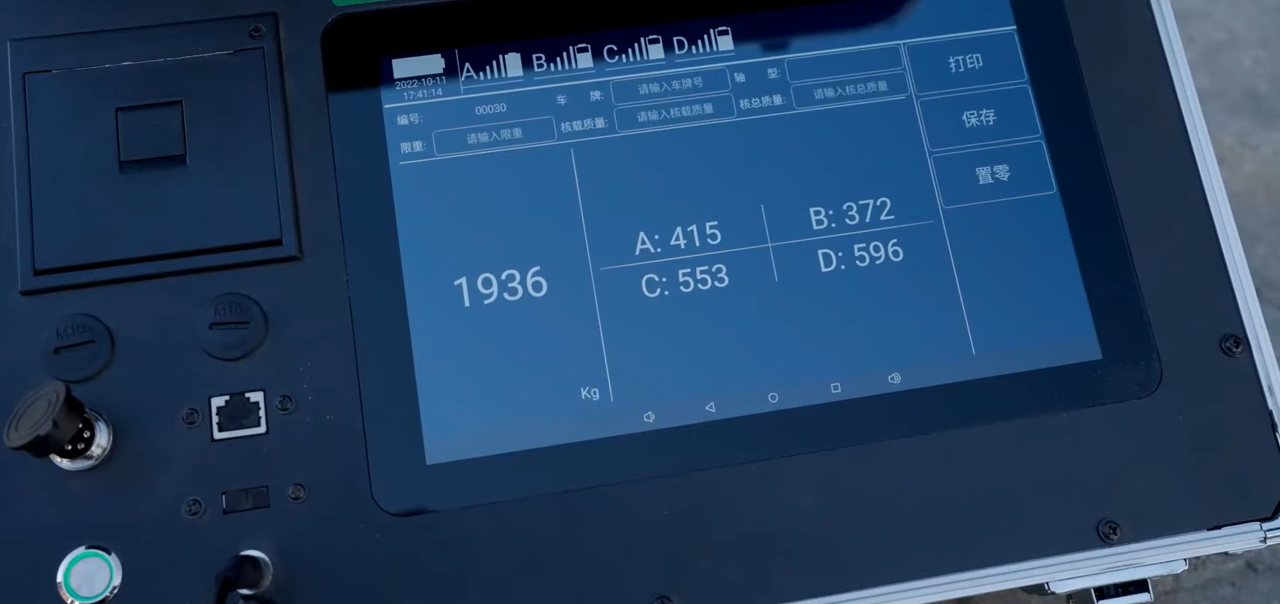 A B C D
2022-10-11
17:41:14
编号: 00030 车 牌: 请输入车牌号 轴 型:
限重: 请输入限重 核载质量: 请输入核载质量 核总质量: 请输入核总质量
打印
保存
置零
A: 415 B: 372
1936
C: 553 D: 596
Kg